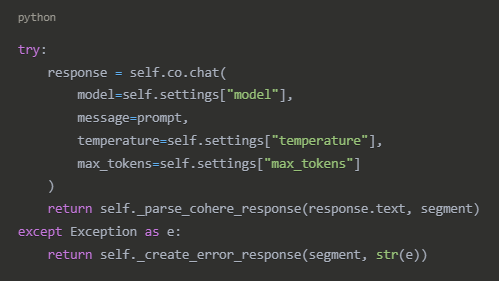 python
try:
    response = self.co.chat(
        model=self.settings["model"],
        message=prompt,
        temperature=self.settings["temperature"],
        max_tokens=self.settings["max_tokens"]
    )
    return self._parse_cohere_response(response.text, segment)
except Exception as e:
    return self._create_error_response(segment, str(e))